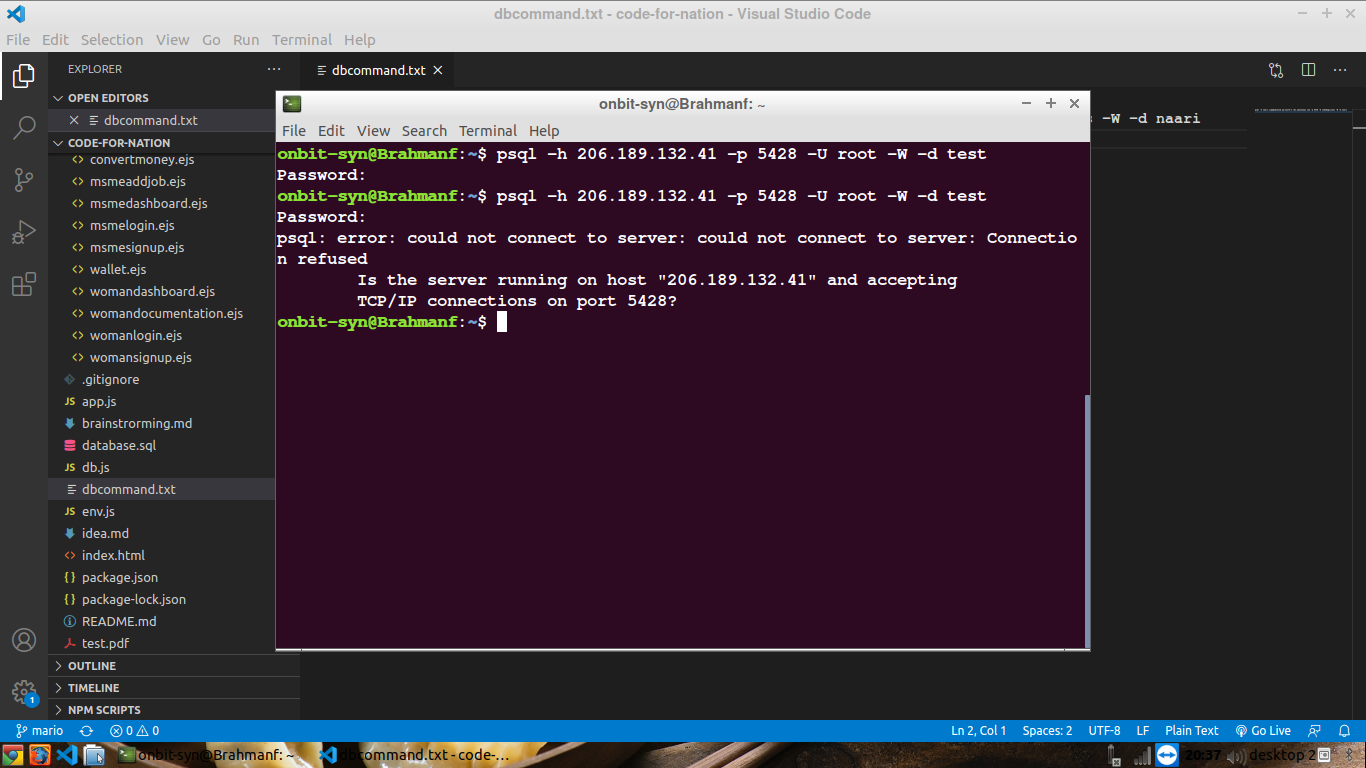 dbcommand.txt - code-for-nation - Visual Studio Code
File Edit Selection View Go Run Terminal Help
EXPLORER
dbcommand.txt
OPEN EDITORS
dbcommand.txt
CODE-FOR-NATION
convertmoney.ejs
msmeaddjob.ejs
msmedashboard.ejs
msmelogin.ejs
msmesignup.ejs
wallet.ejs
womandashboard.ejs
womandocumentation.ejs
womanlogin.ejs
womansignup.ejs
.gitignore
app.js
brainstrorming.md
database.sql
db.js
dbcommand.txt
env.js
idea.md
index.html
package.json
package-lock.json
README.md
test.pdf
OUTLINE
TIMELINE
NPM SCRIPTS
-W -d naari
onbit-syn@Brahmanf: ~
File Edit View Search Terminal Help
onbit-syn@Brahmanf:~$ psql -h 206.189.132.41 -p 5428 -U root -W -d test
Password:
onbit-syn@Brahmanf:~$ psql -h 206.189.132.41 -p 5428 -U root -W -d test
Password:
psql: error: could not connect to server: could not connect to server: Connectio
n refused
Is the server running on host "206.189.132.41" and accepting
TCP/IP connections on port 5428?
onbit-syn@Brahmanf:~$
1
mario 0 0 Ln 2, Col 1 Spaces: 2 UTF-8 LF Plain Text Go Live
onbit-syn@Brahmanf: ~ dbcommand.txt - code-... 20:37 desktop 2